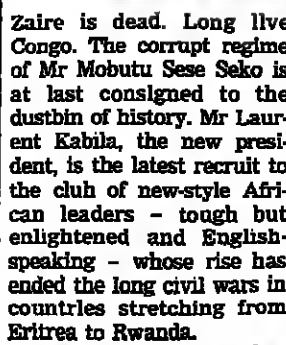 Zaire is dead. Long live
Congo. The corrupt regime
of Mr Mobutu Sese Seko is
at last consigned to the
dustbin of history. Mr Laur-
ent Kabila, the new presi-
dent, is the latest recruit to
the club of new-style Afri-
can leaders – tough but
enlightened and English-
speaking – whose rise has
ended the long civil wars in
countries stretching from
Eritrea to Rwanda.